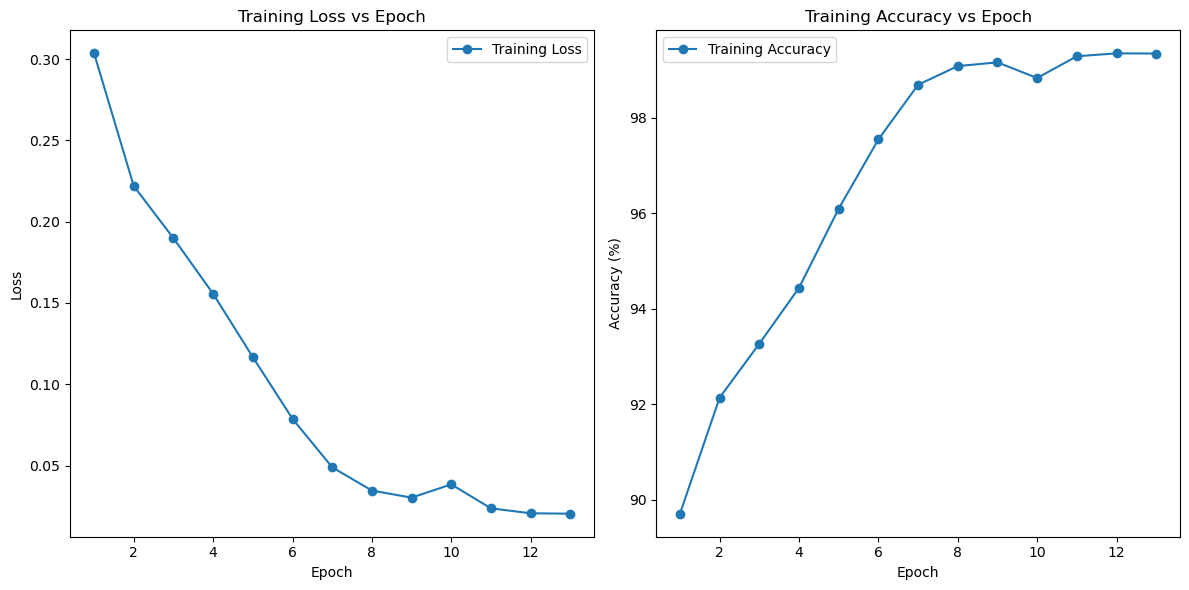 Training Loss vs Epoch
Training Loss
0.30
0.25
0.20
0.15
0.10
0.05
Loss
2 4 6 8 10 12
Epoch
Training Accuracy vs Epoch
Training Accuracy
98
96
94
92
90
Accuracy (%)
2 4 6 8 10 12
Epoch